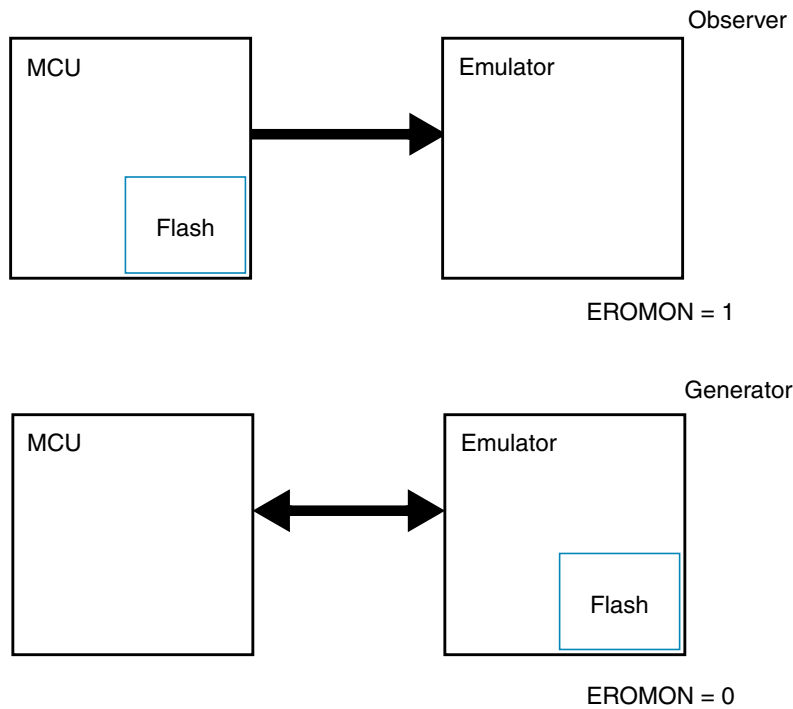 Observer
MCU
Emulator
Flash
EROMON = 1
Generator
MCU
Emulator
Flash
EROMON = 0